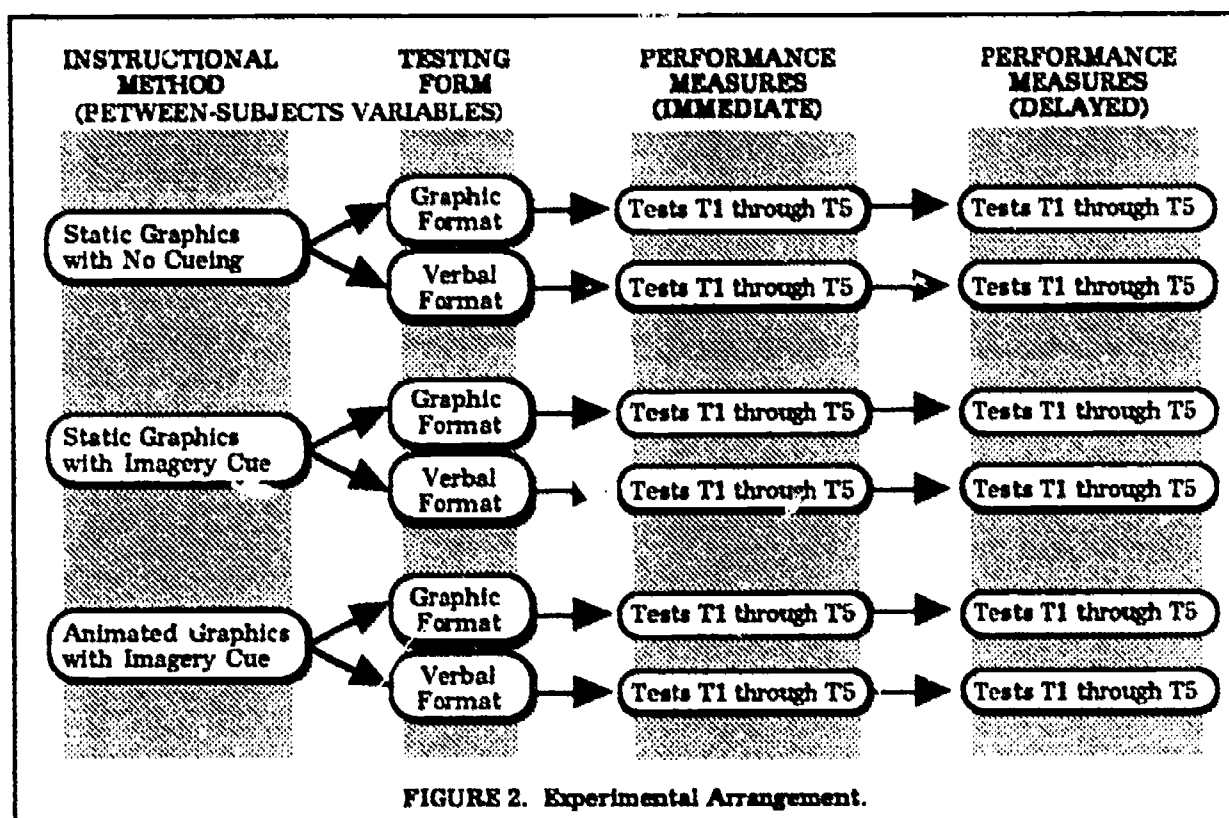 INSTRUCTIONAL
METHOD
TESTING
FORM
(PETWEEN-SUBJECTS VARIABLES)
PERFORMANCE
MEASURES
(IMMEDIATE)
PERFORMANCE
MEASURES
(DELAYED)
Static Graphics
with No Cueing
Graphic
Format
Tests T1 through T5
Tests T1 through T5
Verbal
Format
Tests T1 through T5
Tests T1 through T5
Static Graphics
with Imagery Cue
Graphic
Format
Tests T1 through T5
Tests T1 through T5
Verbal
Format
Tests T1 through T5
Tests T1 through T5
Animated Graphics
with Imagery Cue
Graphic
Format
Tests T1 through T5
Tests T1 through T5
Verbal
Format
Tests T1 through T5
Tests T1 through T5
FIGURE 2. Experimental Arrangement.